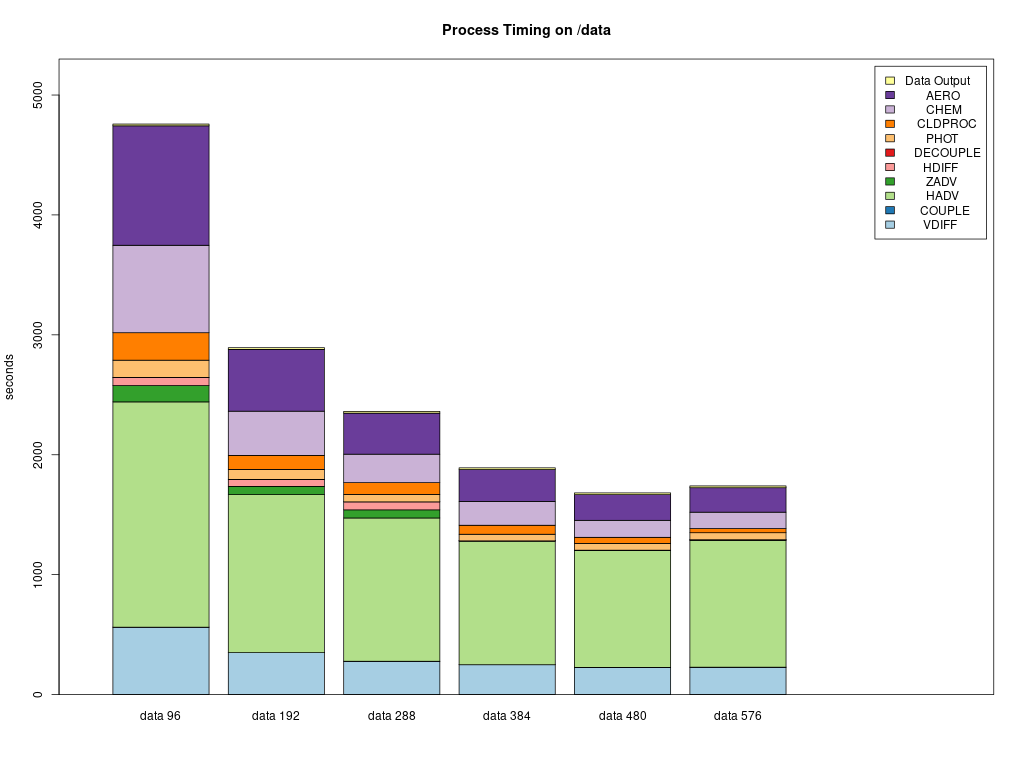 Process Timing on /data
seconds
5000
4000
3000
2000
1000
0
Data Output
AERO
CHEM
CLDPROC
PHOT
DECOUPLE
HDIFF
ZADV
HADV
COUPLE
VDIFF
data 96 data 192 data 288 data 384 data 480 data 576